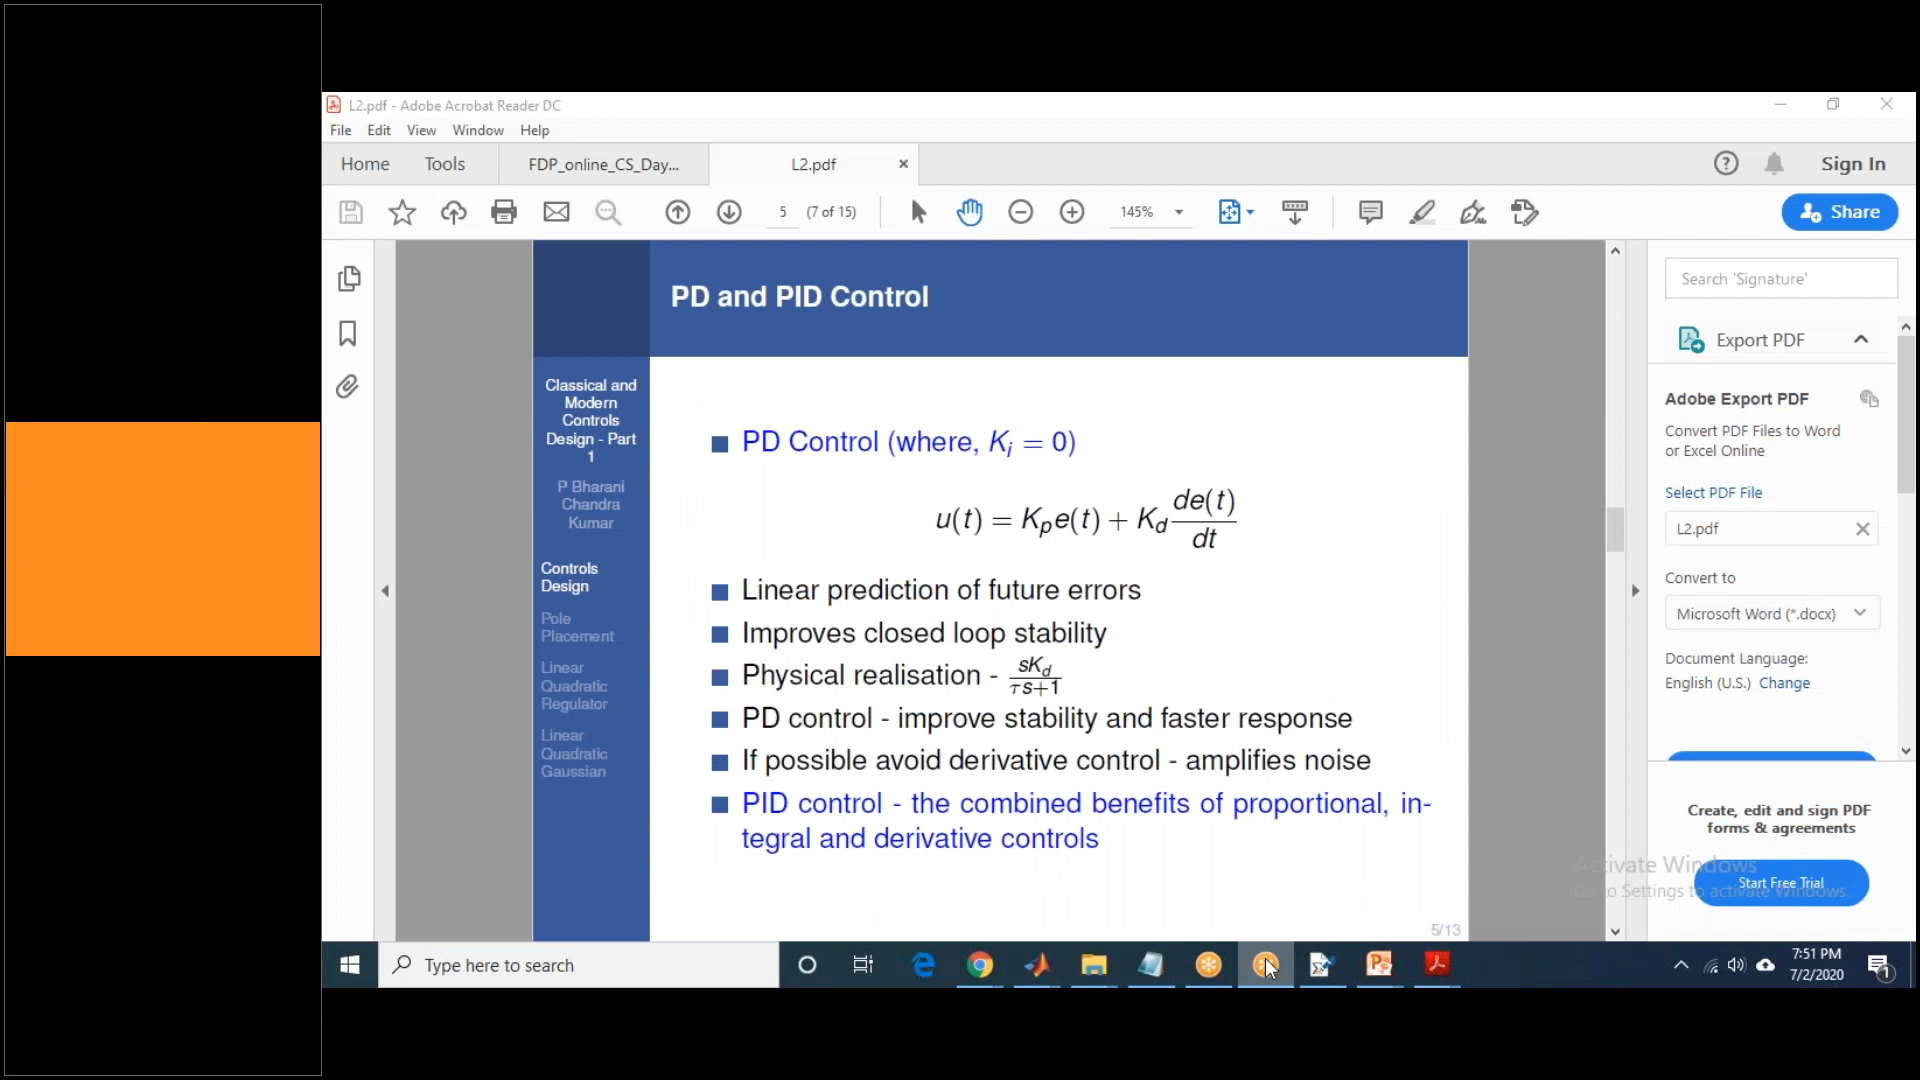 L2.pdf - Adobe Acrobat Reader DC
File Edit View Window Help
Home Tools FDP_online_CS_Day... L2.pdf × Sign In
5 (7 of 15) 145% Share
PD and PID Control
Classical and
Modern
Controls
Design - Part
1
P Bharani
Chandra
Kumar
Controls
Design
Pole
Placement
Linear
Quadratic
Regulator
Linear
Quadratic
Gaussian
PD Control (where, K_i = 0)
u(t) = K_p e(t) + K_d de(t)/dt
Linear prediction of future errors
Improves closed loop stability
Physical realisation - sK_d/τs+1
PD control - improve stability and faster response
If possible avoid derivative control - amplifies noise
PID control - the combined benefits of proportional, in-
tegral and derivative controls
5/13
Search 'Signature'
Export PDF
Adobe Export PDF
Convert PDF Files to Word
or Excel Online
Select PDF File
L2.pdf
Convert to
Microsoft Word (*.docx)
Document Language:
English (U.S.) Change
Create, edit and sign PDF
forms & agreements
Activate Windows
Start Free Trial
Go to Settings to activate Windows.
Type here to search
7:51 PM
7/2/2020
1